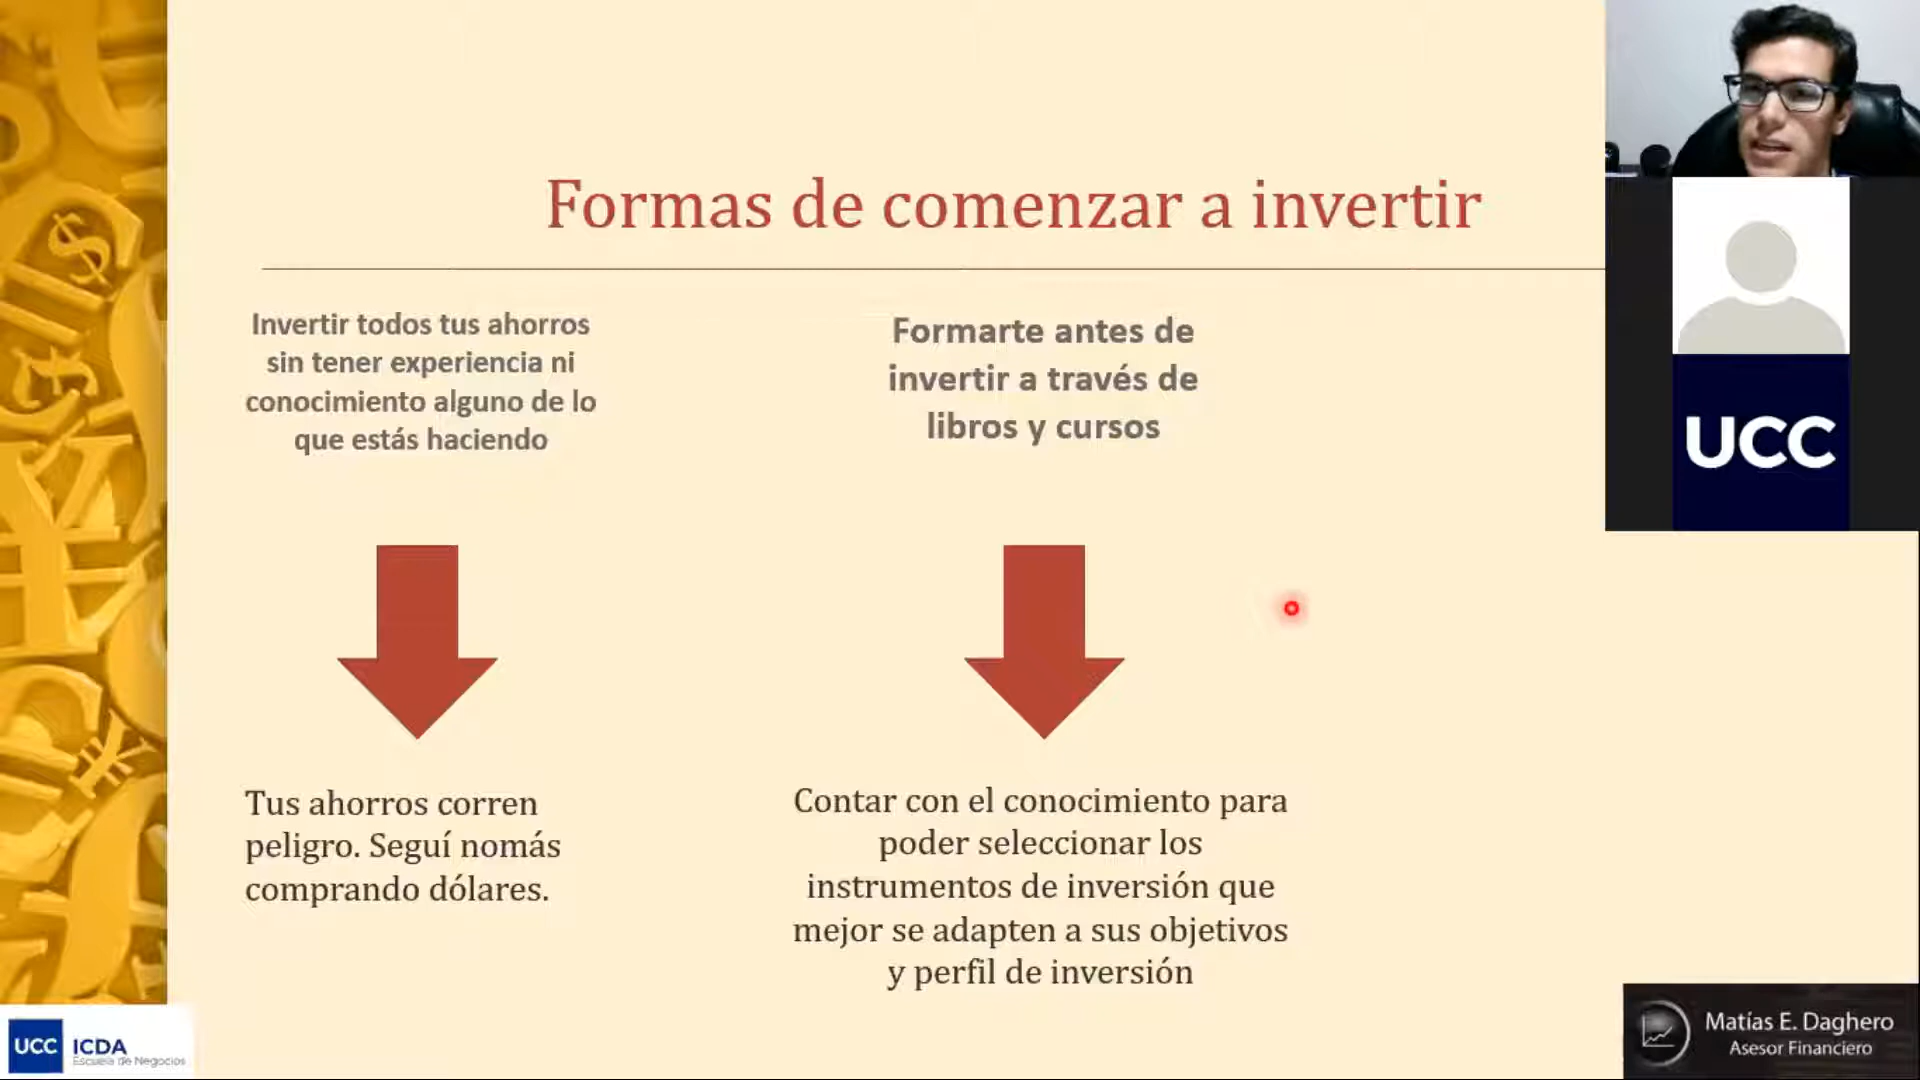 Formas de comenzar a invertir
Invertir todos tus ahorros
sin tener experiencia ni
conocimiento alguno de lo
que estás haciendo
Formarte antes de
invertir a través de
libros y cursos
Tus ahorros corren
peligro. Seguí nomás
comprando dólares.
Contar con el conocimiento para
poder seleccionar los
instrumentos de inversión que
mejor se adapten a sus objetivos
y perfil de inversión
UCC
UCC
ICDA
Escuela de Negocios
Matías E. Daghero
Asesor Financiero